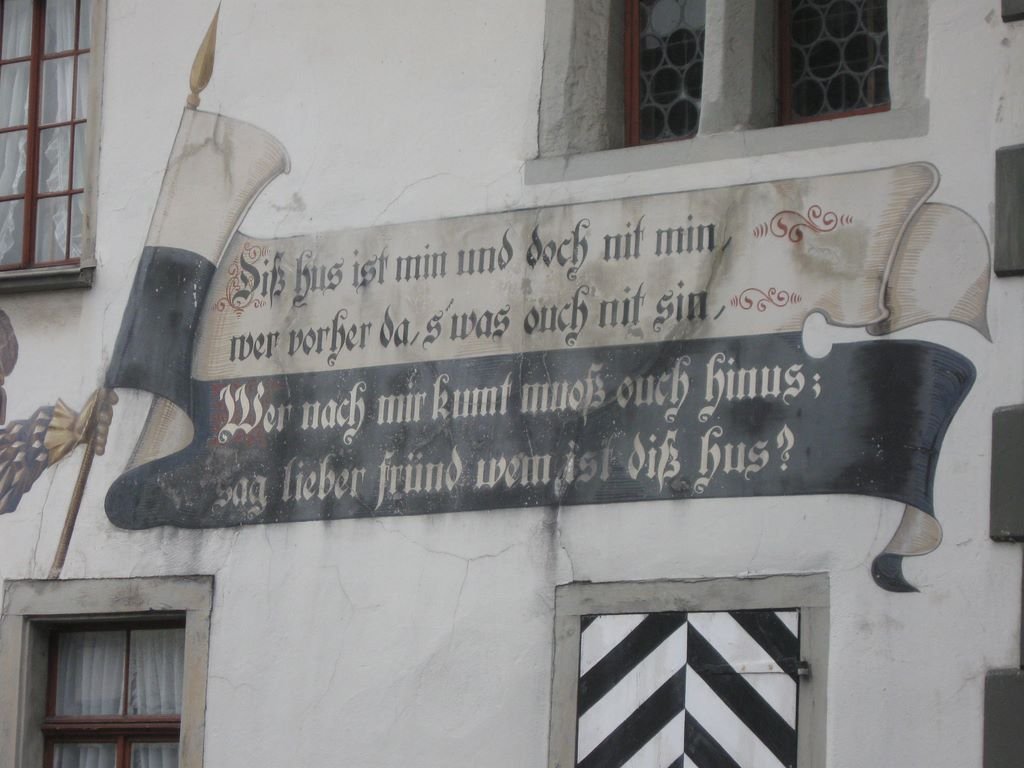 Diß hus ist min und doch nit min,
wer vorher da, s'was ouch nit sin,
Wer nach mir kumt muoß ouch hinus;
sag lieber fründ wem ist diß hus?